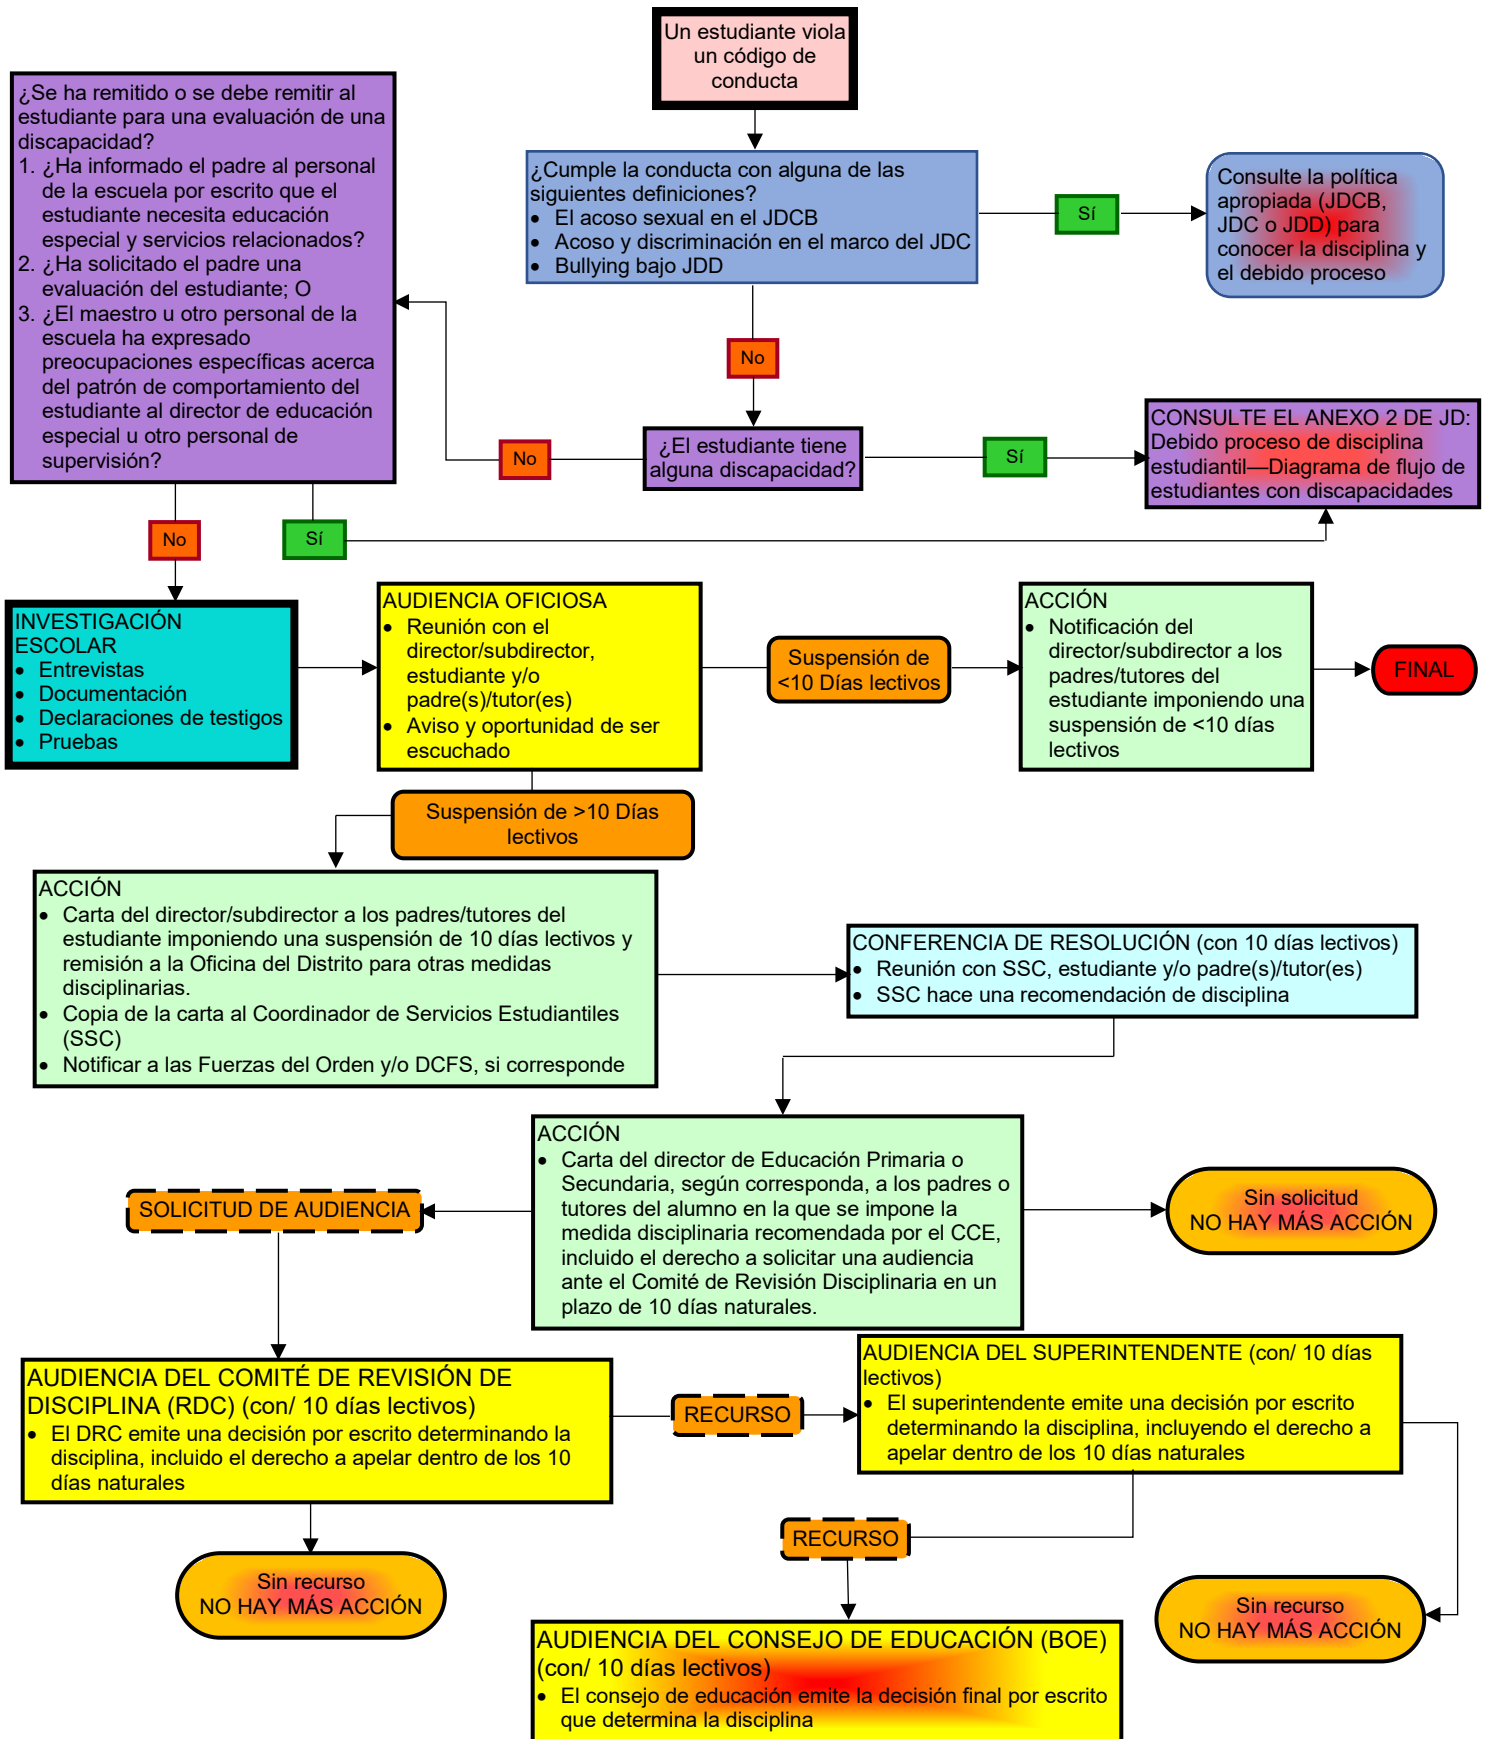 Un estudiante viola
un código de
conducta
¿Cumple la conducta con alguna de las
siguientes definiciones?
• El acoso sexual en el JDCB
• Acoso y discriminación en el marco del JDC
• Bullying bajo JDD
Sí
Consulte la política
apropiada (JDCB,
JDC o JDD) para
conocer la disciplina y
el debido proceso
No
¿El estudiante tiene
alguna discapacidad?
Sí
CONSULTE EL ANEXO 2 DE JD:
Debido proceso de disciplina
estudiantil—Diagrama de flujo de
estudiantes con discapacidades
No
¿Se ha remitido o se debe remitir al
estudiante para una evaluación de una
discapacidad?
1. ¿Ha informado el padre al personal
de la escuela por escrito que el
estudiante necesita educación
especial y servicios relacionados?
2. ¿Ha solicitado el padre una
evaluación del estudiante; O
3. ¿El maestro u otro personal de la
escuela ha expresado
preocupaciones específicas acerca
del patrón de comportamiento del
estudiante al director de educación
especial u otro personal de
supervisión?
No
Sí
INVESTIGACIÓN
ESCOLAR
• Entrevistas
• Documentación
• Declaraciones de testigos
• Pruebas
AUDIENCIA OFICIOSA
• Reunión con el
director/subdirector,
estudiante y/o
padre(s)/tutor(es)
• Aviso y oportunidad de ser
escuchado
Suspensión de
<10 Días lectivos
ACCIÓN
• Notificación del
director/subdirector a los
padres/tutores del
estudiante imponiendo una
suspensión de <10 días
lectivos
FINAL
Suspensión de >10 Días
lectivos
ACCIÓN
• Carta del director/subdirector a los padres/tutores del
estudiante imponiendo una suspensión de 10 días lectivos y
remisión a la Oficina del Distrito para otras medidas
disciplinarias.
• Copia de la carta al Coordinador de Servicios Estudiantiles
(SSC)
• Notificar a las Fuerzas del Orden y/o DCFS, si corresponde
CONFERENCIA DE RESOLUCIÓN (con 10 días lectivos)
• Reunión con SSC, estudiante y/o padre(s)/tutor(es)
• SSC hace una recomendación de disciplina
ACCIÓN
• Carta del director de Educación Primaria o
Secundaria, según corresponda, a los padres o
tutores del alumno en la que se impone la
medida disciplinaria recomendada por el CCE,
incluido el derecho a solicitar una audiencia
ante el Comité de Revisión Disciplinaria en un
plazo de 10 días naturales.
SOLICITUD DE AUDIENCIA
Sin solicitud
NO HAY MÁS ACCIÓN
AUDIENCIA DEL COMITÉ DE REVISIÓN DE
DISCIPLINA (RDC) (con/ 10 días lectivos)
• El DRC emite una decisión por escrito determinando la
disciplina, incluido el derecho a apelar dentro de los 10
días naturales
RECURSO
AUDIENCIA DEL SUPERINTENDENTE (con/ 10 días
lectivos)
• El superintendente emite una decisión por escrito
determinando la disciplina, incluyendo el derecho a
apelar dentro de los 10 días naturales
Sin recurso
NO HAY MÁS ACCIÓN
RECURSO
Sin recurso
NO HAY MÁS ACCIÓN
AUDIENCIA DEL CONSEJO DE EDUCACIÓN (BOE)
(con/ 10 días lectivos)
• El consejo de educación emite la decisión final por escrito
que determina la disciplina